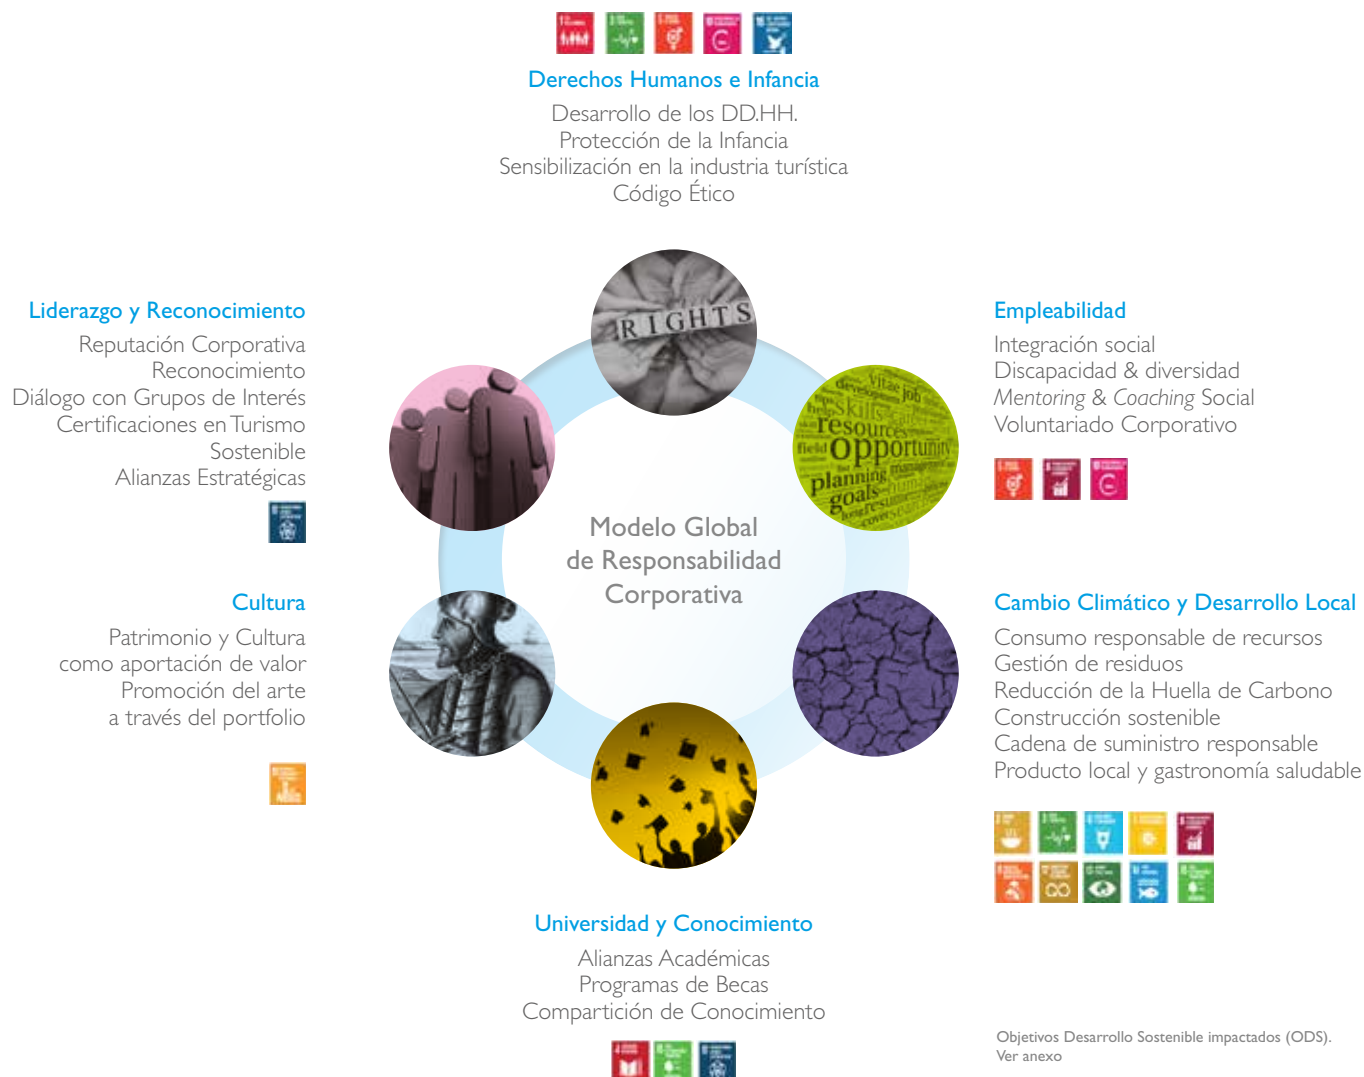 Derechos Humanos e Infancia
Desarrollo de los DD.HH.
Protección de la Infancia
Sensibilización en la industria turística
Código Ético
RIGHTS
Liderazgo y Reconocimiento
Reputación Corporativa
Reconocimiento
Diálogo con Grupos de Interés
Certificaciones en Turismo
Sostenible
Alianzas Estratégicas
Empleabilidad
Integración social
Discapacidad & diversidad
Mentoring & Coaching Social
Voluntariado Corporativo
vitae job
development
skills
resources
field opportunity
planning management
goals
Modelo Global
de Responsabilidad
Corporativa
Cultura
Patrimonio y Cultura
como aportación de valor
Promoción del arte
a través del portfolio
Cambio Climático y Desarrollo Local
Consumo responsable de recursos
Gestión de residuos
Reducción de la Huella de Carbono
Construcción sostenible
Cadena de suministro responsable
Producto local y gastronomía saludable
Universidad y Conocimiento
Alianzas Académicas
Programas de Becas
Compartición de Conocimiento
Objetivos Desarrollo Sostenible impactados (ODS).
Ver anexo